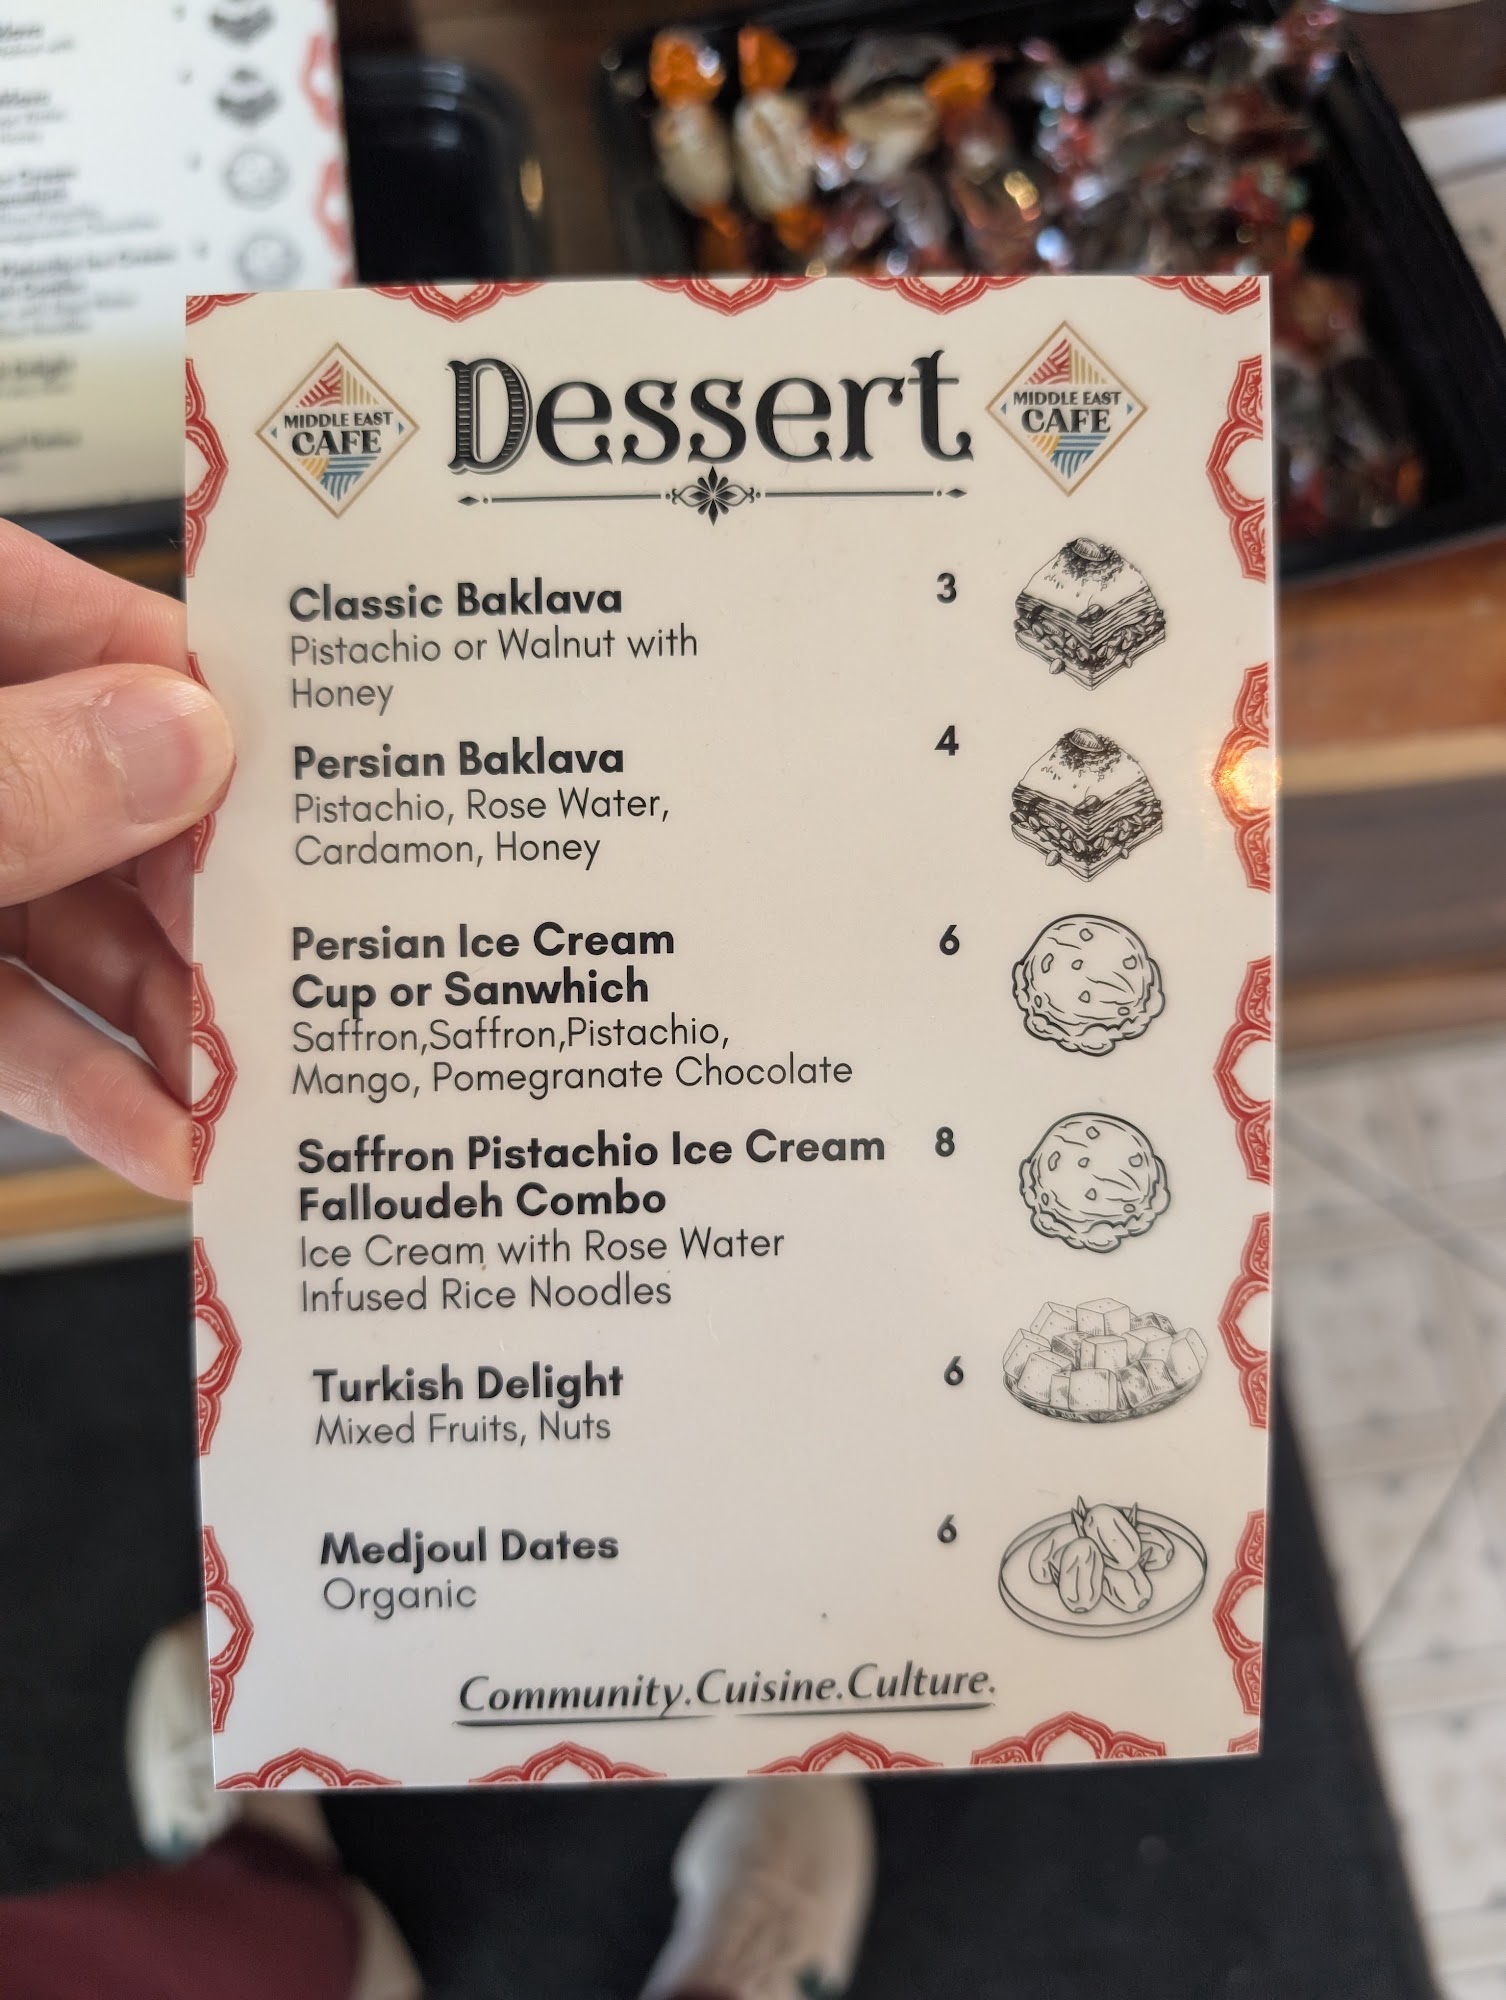 MIDDLE EAST
CAFE
Dessert
MIDDLE EAST
CAFE
Classic Baklava 3
Pistachio or Walnut with
Honey
Persian Baklava 4
Pistachio, Rose Water,
Cardamon, Honey
Persian Ice Cream 6
Cup or Sanwhich
Saffron,Saffron,Pistachio,
Mango, Pomegranate Chocolate
Saffron Pistachio Ice Cream 8
Falloudeh Combo
Ice Cream with Rose Water
Infused Rice Noodles
Turkish Delight 6
Mixed Fruits, Nuts
Medjoul Dates 6
Organic
Community.Cuisine.Culture.